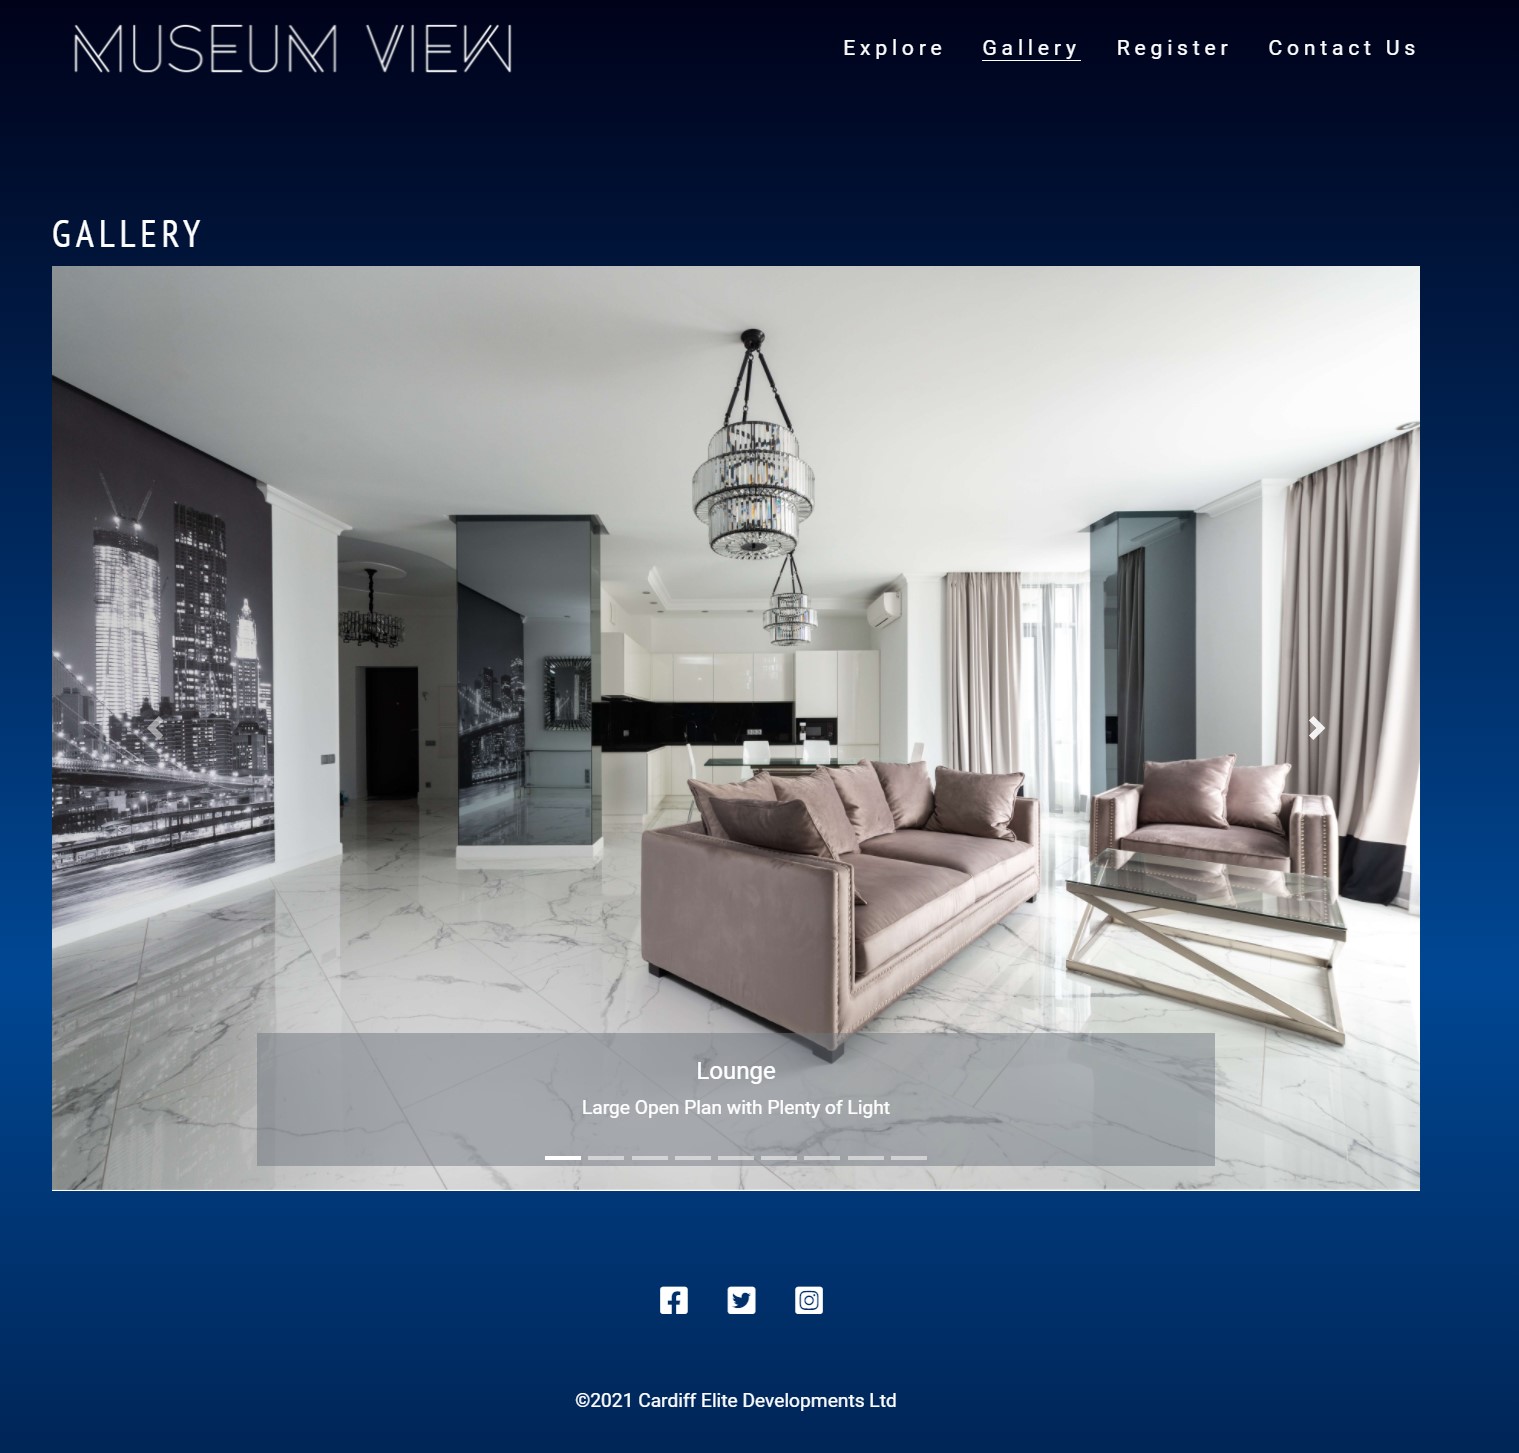 MUSEUM VIEW
Explore Gallery Register Contact Us
GALLERY
Lounge
Large Open Plan with Plenty of Light
©2021 Cardiff Elite Developments Ltd